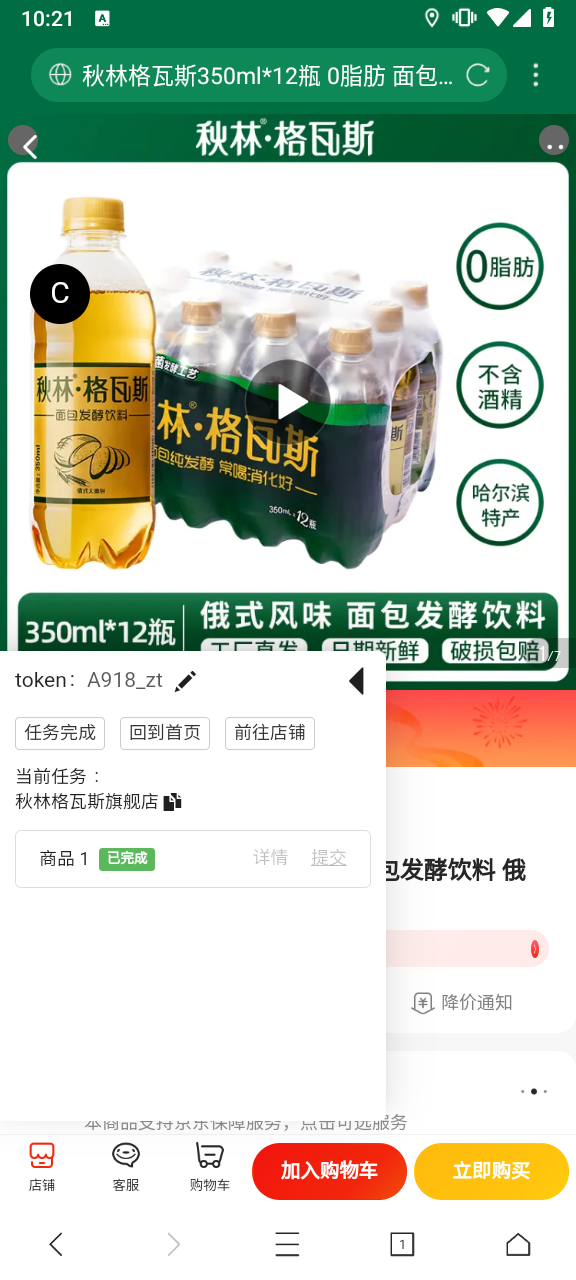 10:21
A
秋林格瓦斯350ml*12瓶 0脂肪 面包...
秋林·格瓦斯
0脂肪
C
菌发酵工艺
不含
酒精
秋林·格瓦斯
面包发酵饮料
林·格瓦斯
面包纯发酵 常喝消化好
350mL×12瓶
哈尔滨
特产
俄式风味 面包发酵饮料
350ml*12瓶
工厂直发 日期新鲜 破损包赔
1/7
token: A918_zt
任务完成 回到首页 前往店铺
当前任务:
秋林格瓦斯旗舰店
商品 1 已完成 详情 提交
包发酵饮料 俄
降价通知
本商品支持京东保障服务，点击可选服务
店铺 客服 购物车 加入购物车 立即购买
1